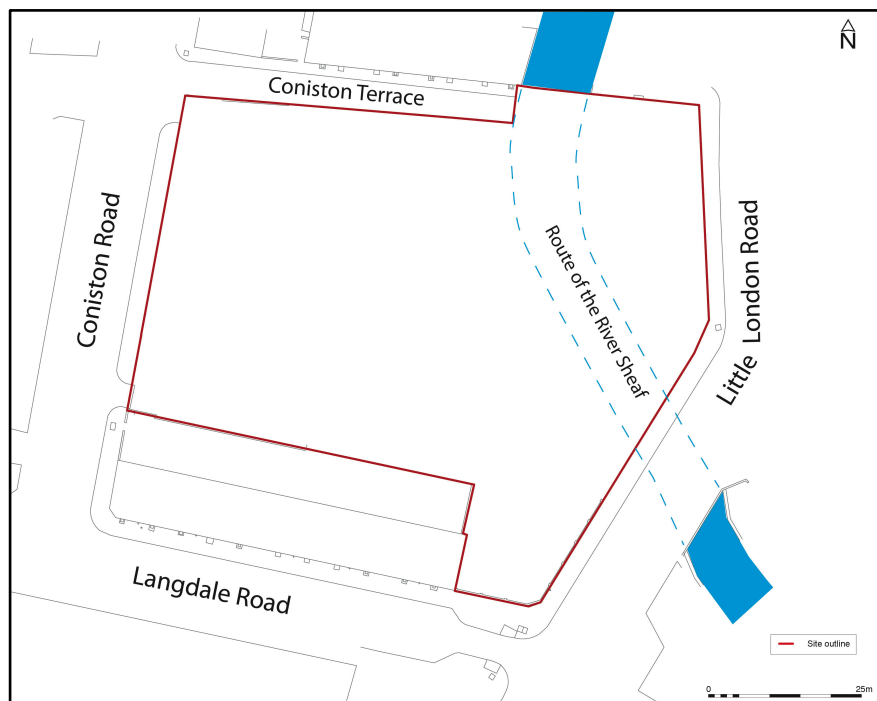 N
Coniston Terrace
Coniston Road
Route of the River Sheaf
Little London Road
Langdale Road
Site outline
0 25m